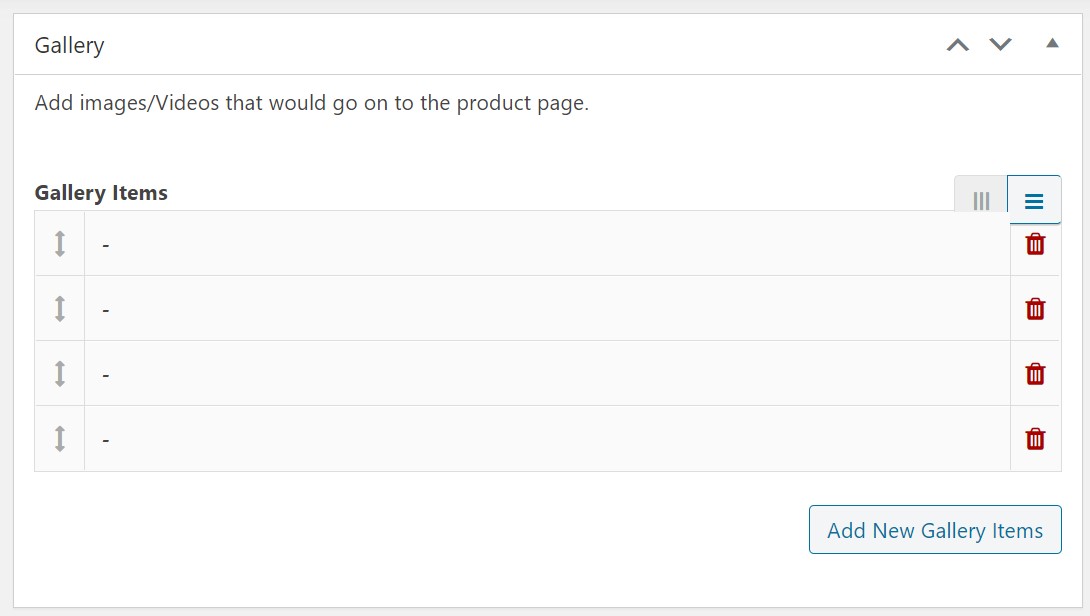 Gallery
Add images/Videos that would go on to the product page.
Gallery Items
-
-
-
-
Add New Gallery Items